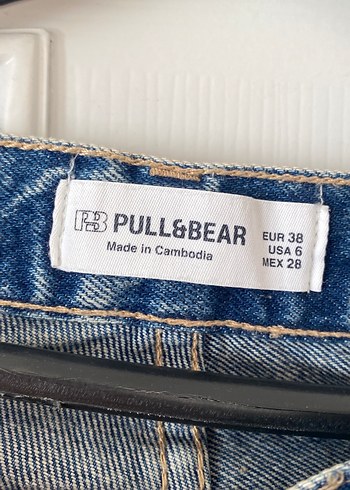 PB PULL&BEAR
Made in Cambodia
EUR 38
USA 6
MEX 28